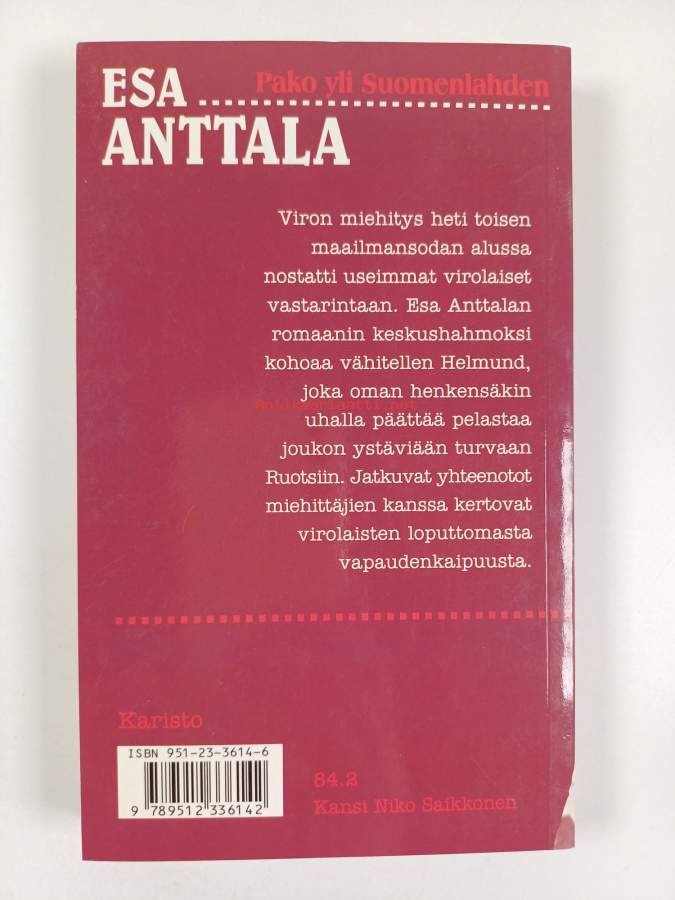 Pako yli Suomenlahden
ESA
ANTTALA
Viron miehitys heti toisen
maailmansodan alussa
nostatti useimmat virolaiset
vastarintaan. Esa Anttalan
romaanin keskushahmoksi
kohoaa vähitellen Helmund,
joka oman henkensäkin
Antikvariaatti.net
uhalla päättää pelastaa
joukon ystäviään turvaan
Ruotsiin. Jatkuvat yhteenotot
miehittäjien kanssa kertovat
virolaisten loputtomasta
vapaudenkaipuusta.
Karisto
ISBN 951-23-3614-6
9 789512 336142
84.2
Kansi Niko Saikkonen